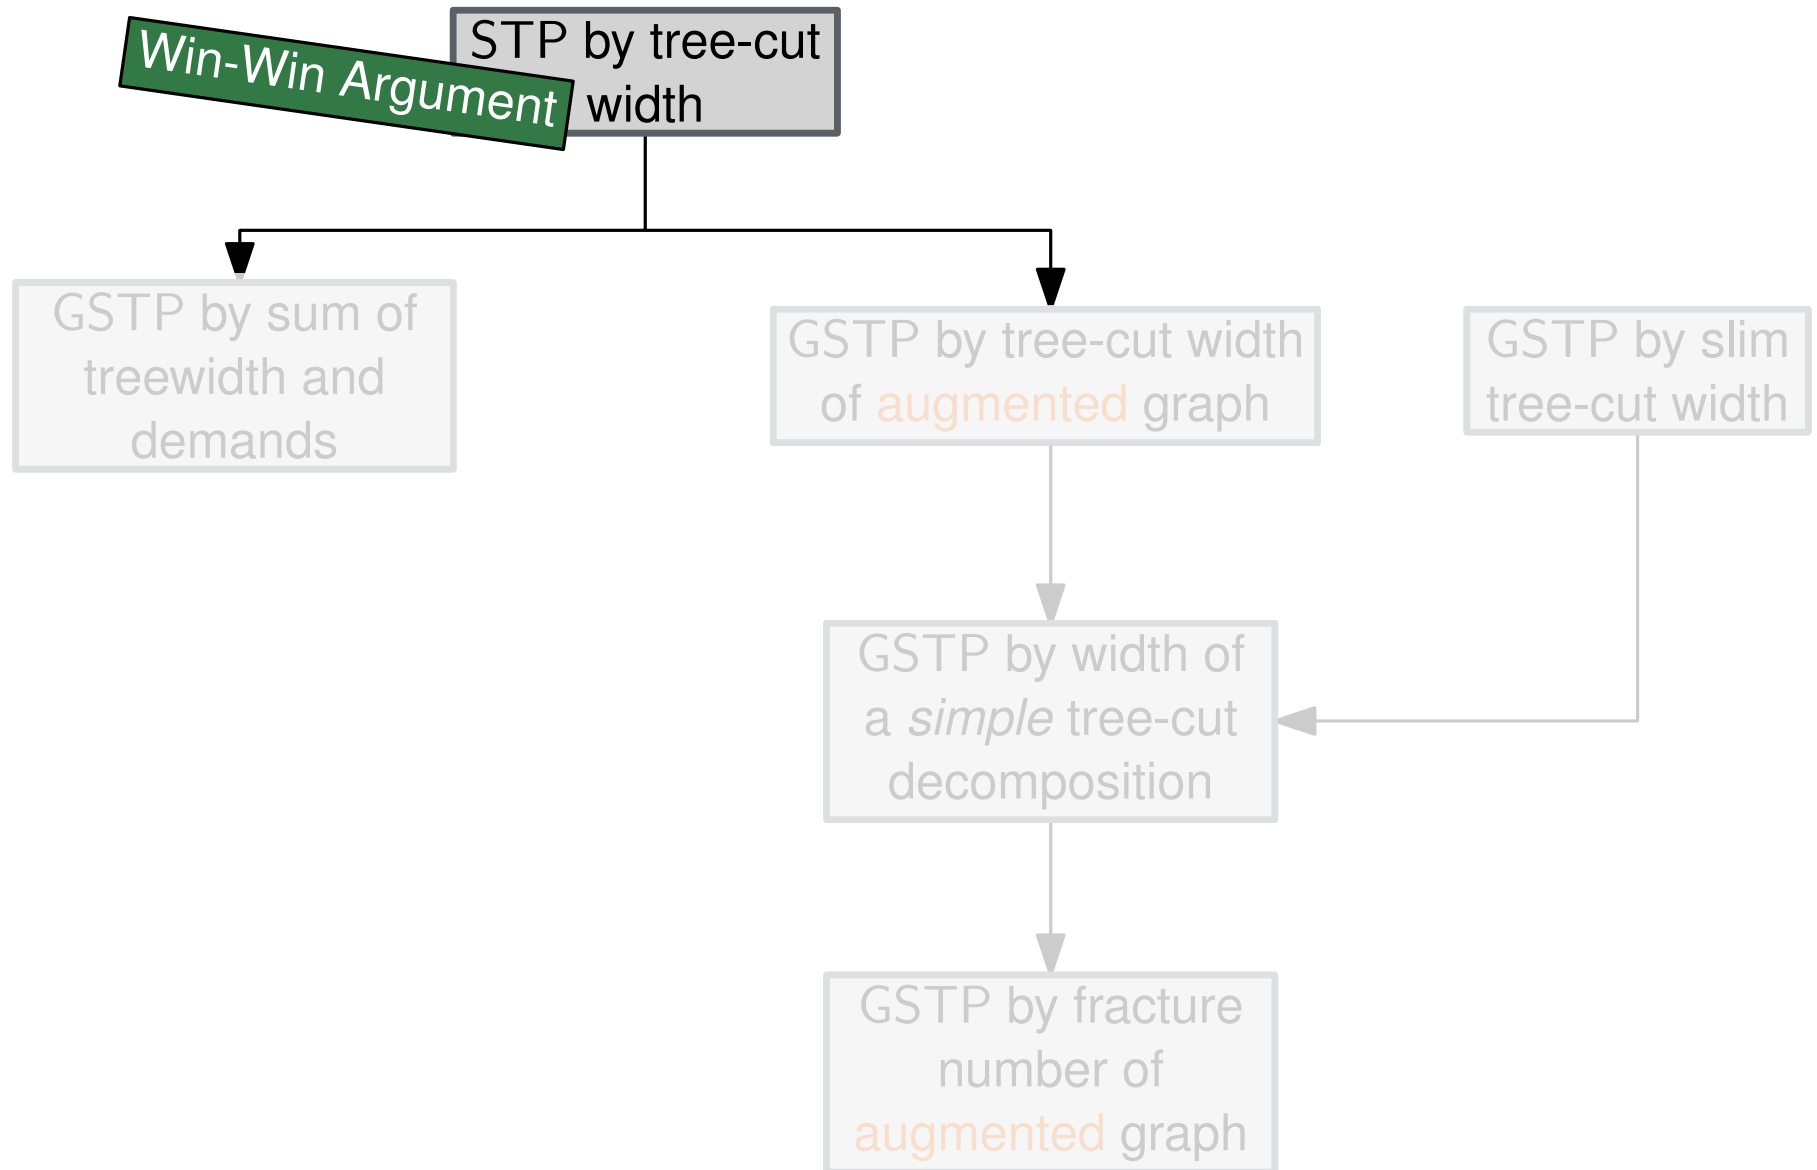 Win-Win Argument
STP by tree-cut
width
GSTP by sum of
treewidth and
demands
GSTP by tree-cut width
of augmented graph
GSTP by slim
tree-cut width
GSTP by width of
a simple tree-cut
decomposition
GSTP by fracture
number of
augmented graph